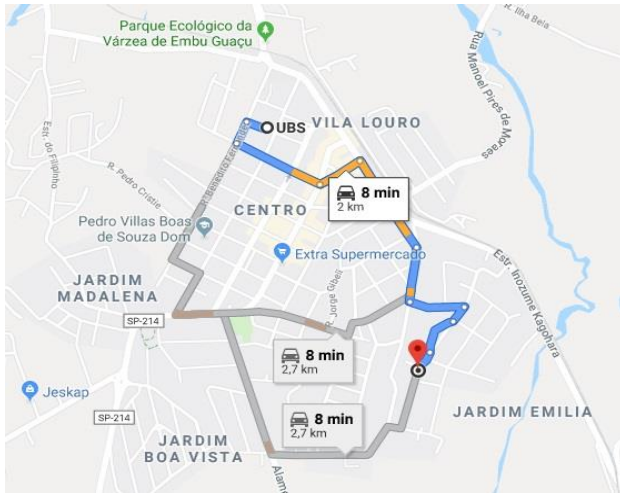 Parque Ecológico da
Várzea de Embu Guaçu
R. Ilha Bela
Rua Manoel Pires de Moraes
Estr. do Filipinho
UBS
VILA LOURO
R. Benedito Fernandes
R. Pedro Cristie
8 min
2 km
CENTRO
Pedro Villas Boas
de Souza Dom
Extra Supermercado
Estr. Inozume Kagohara
JARDIM
MADALENA
R. Jorge Gibeli
SP-214
8 min
2,7 km
Jeskap
8 min
2,7 km
SP-214
JARDIM EMILIA
JARDIM
BOA VISTA
Alame